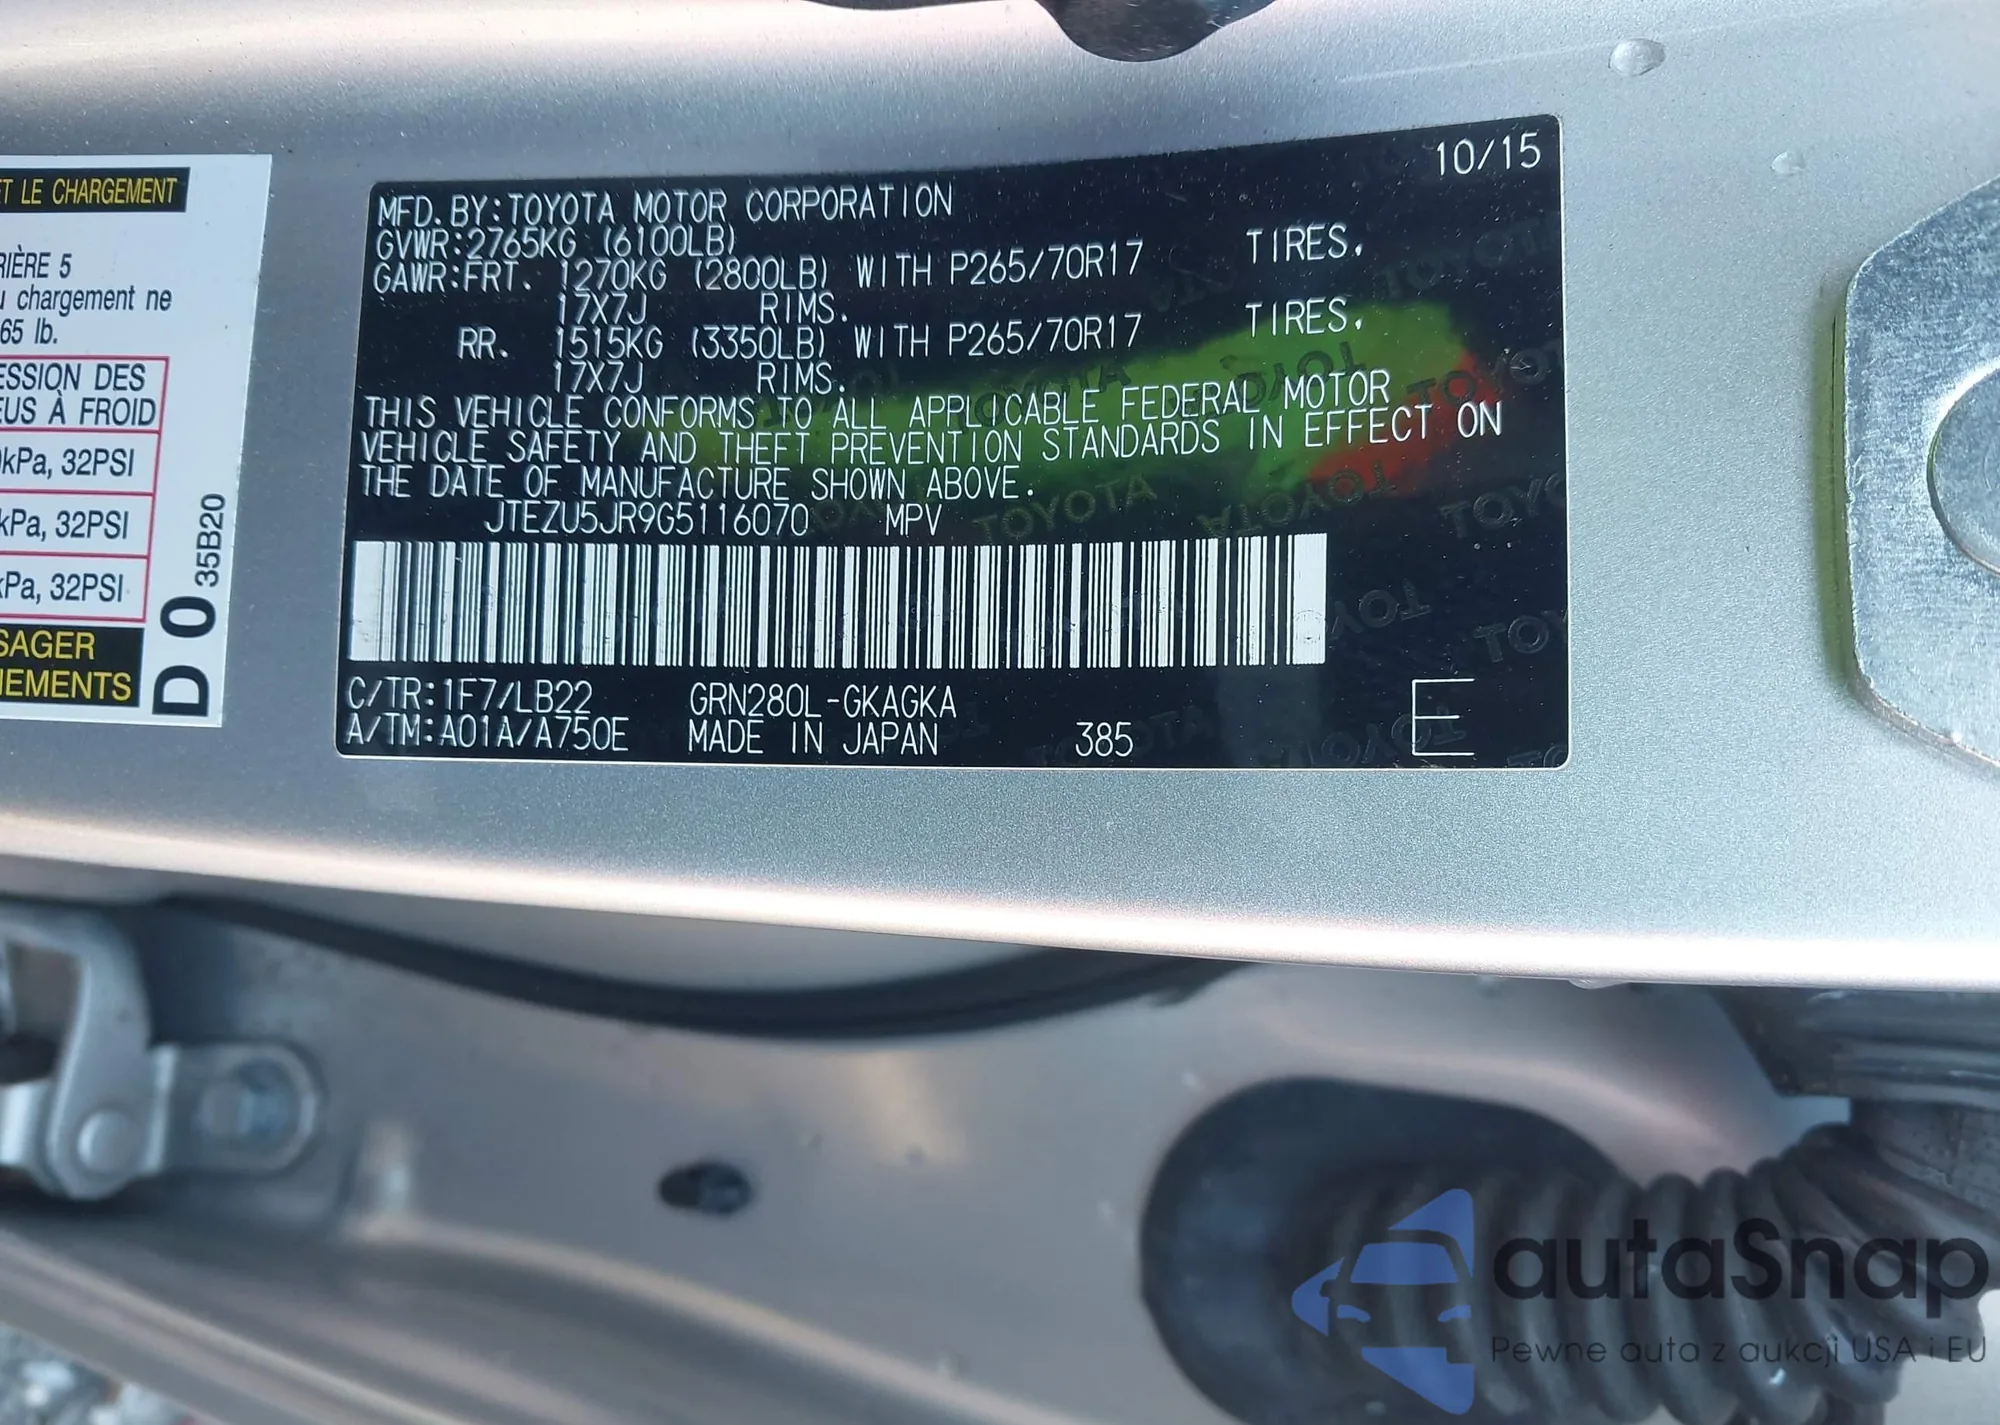 ET LE CHARGEMENT
RIÈRE 5
u chargement ne
65 lb.
ESSION DES
EUS À FROID
kPa, 32PSI
kPa, 32PSI
kPa, 32PSI
SAGER
NEMENTS
D 0 35B20
10/15
MFD. BY: TOYOTA MOTOR CORPORATION
GVWR: 2765KG (6100LB)
GAWR: FRT. 1270KG (2800LB) WITH P265/70R17 TIRES.
17X7J RIMS.
RR. 1515KG (3350LB) WITH P265/70R17 TIRES.
17X7J RIMS.
THIS VEHICLE CONFORMS TO ALL APPLICABLE FEDERAL MOTOR
VEHICLE SAFETY AND THEFT PREVENTION STANDARDS IN EFFECT ON
THE DATE OF MANUFACTURE SHOWN ABOVE.
JTEZU5JR9G5116070 MPV
C/TR: 1F7/LB22 GRN280L-GKAGKA
A/TM: A01A/A750E MADE IN JAPAN 385 E
autaSnap
Pewne auta z aukcji USA i EU